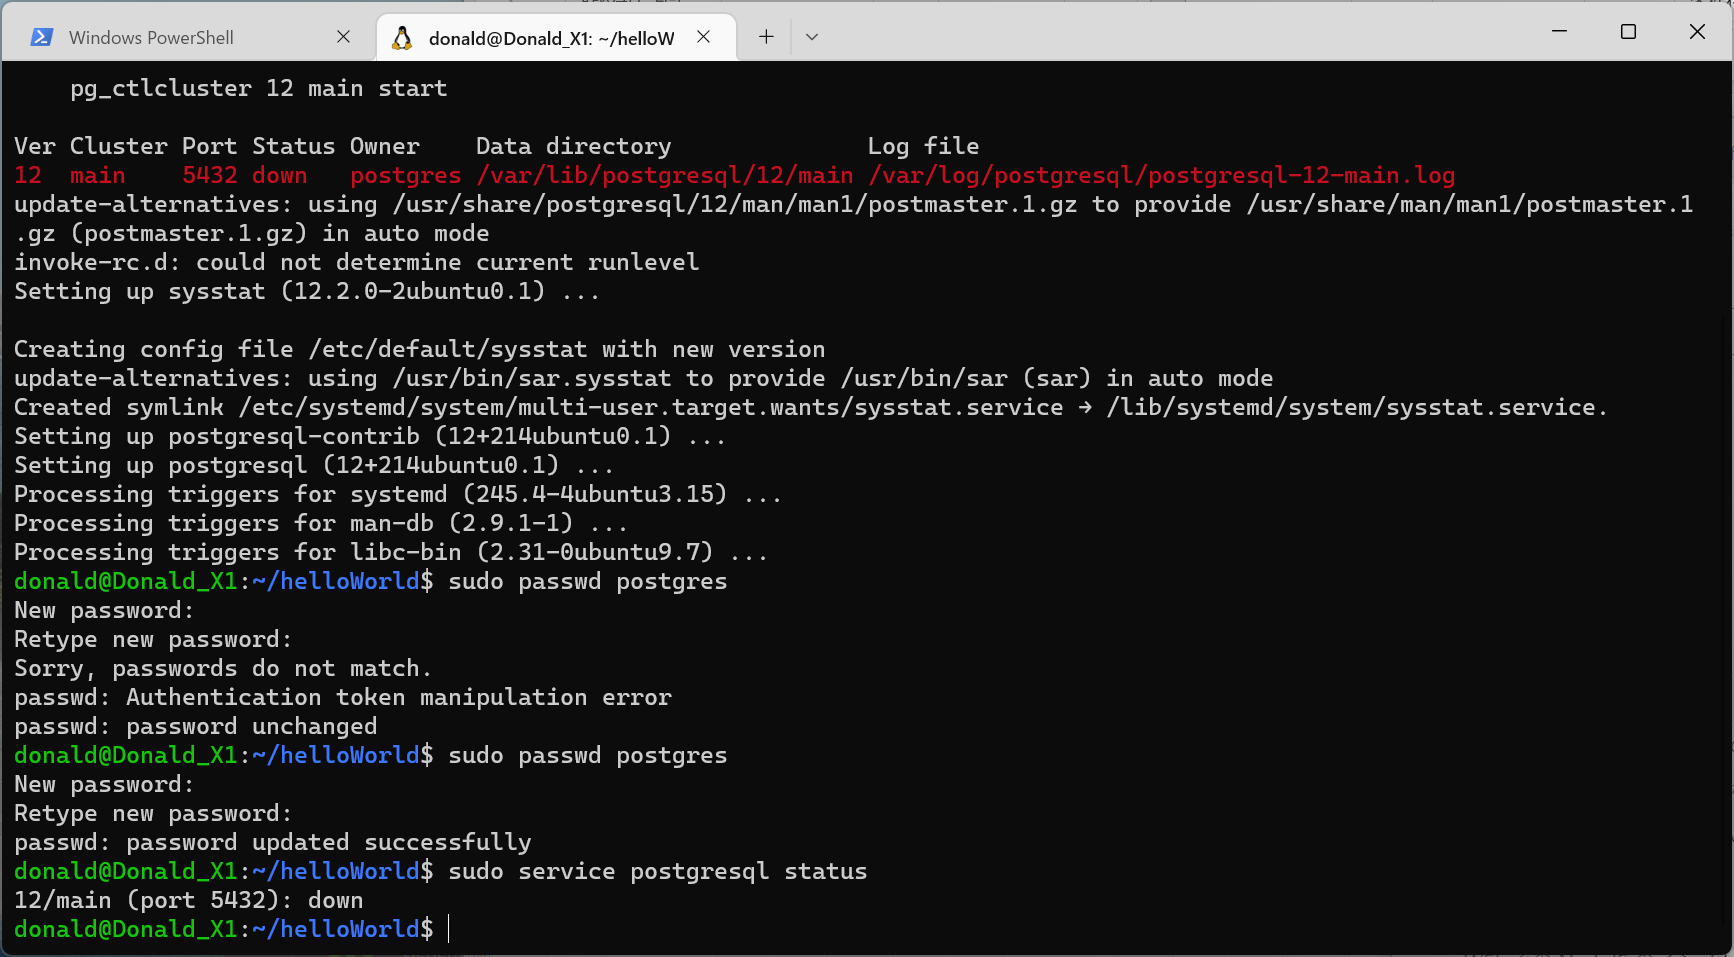 Windows PowerShell
donald@Donald_X1: ~/helloW
pg_ctlcluster 12 main start
Ver Cluster Port Status Owner    Data directory              Log file
12  main    5432 down   postgres /var/lib/postgresql/12/main /var/log/postgresql/postgresql-12-main.log
update-alternatives: using /usr/share/postgresql/12/man/man1/postmaster.1.gz to provide /usr/share/man/man1/postmaster.1
.gz (postmaster.1.gz) in auto mode
invoke-rc.d: could not determine current runlevel
Setting up sysstat (12.2.0-2ubuntu0.1) ...
Creating config file /etc/default/sysstat with new version
update-alternatives: using /usr/bin/sar.sysstat to provide /usr/bin/sar (sar) in auto mode
Created symlink /etc/systemd/system/multi-user.target.wants/sysstat.service → /lib/systemd/system/sysstat.service.
Setting up postgresql-contrib (12+214ubuntu0.1) ...
Setting up postgresql (12+214ubuntu0.1) ...
Processing triggers for systemd (245.4-4ubuntu3.15) ...
Processing triggers for man-db (2.9.1-1) ...
Processing triggers for libc-bin (2.31-0ubuntu9.7) ...
donald@Donald_X1:~/helloWorld$ sudo passwd postgres
New password:
Retype new password:
Sorry, passwords do not match.
passwd: Authentication token manipulation error
passwd: password unchanged
donald@Donald_X1:~/helloWorld$ sudo passwd postgres
New password:
Retype new password:
passwd: password updated successfully
donald@Donald_X1:~/helloWorld$ sudo service postgresql status
12/main (port 5432): down
donald@Donald_X1:~/helloWorld$